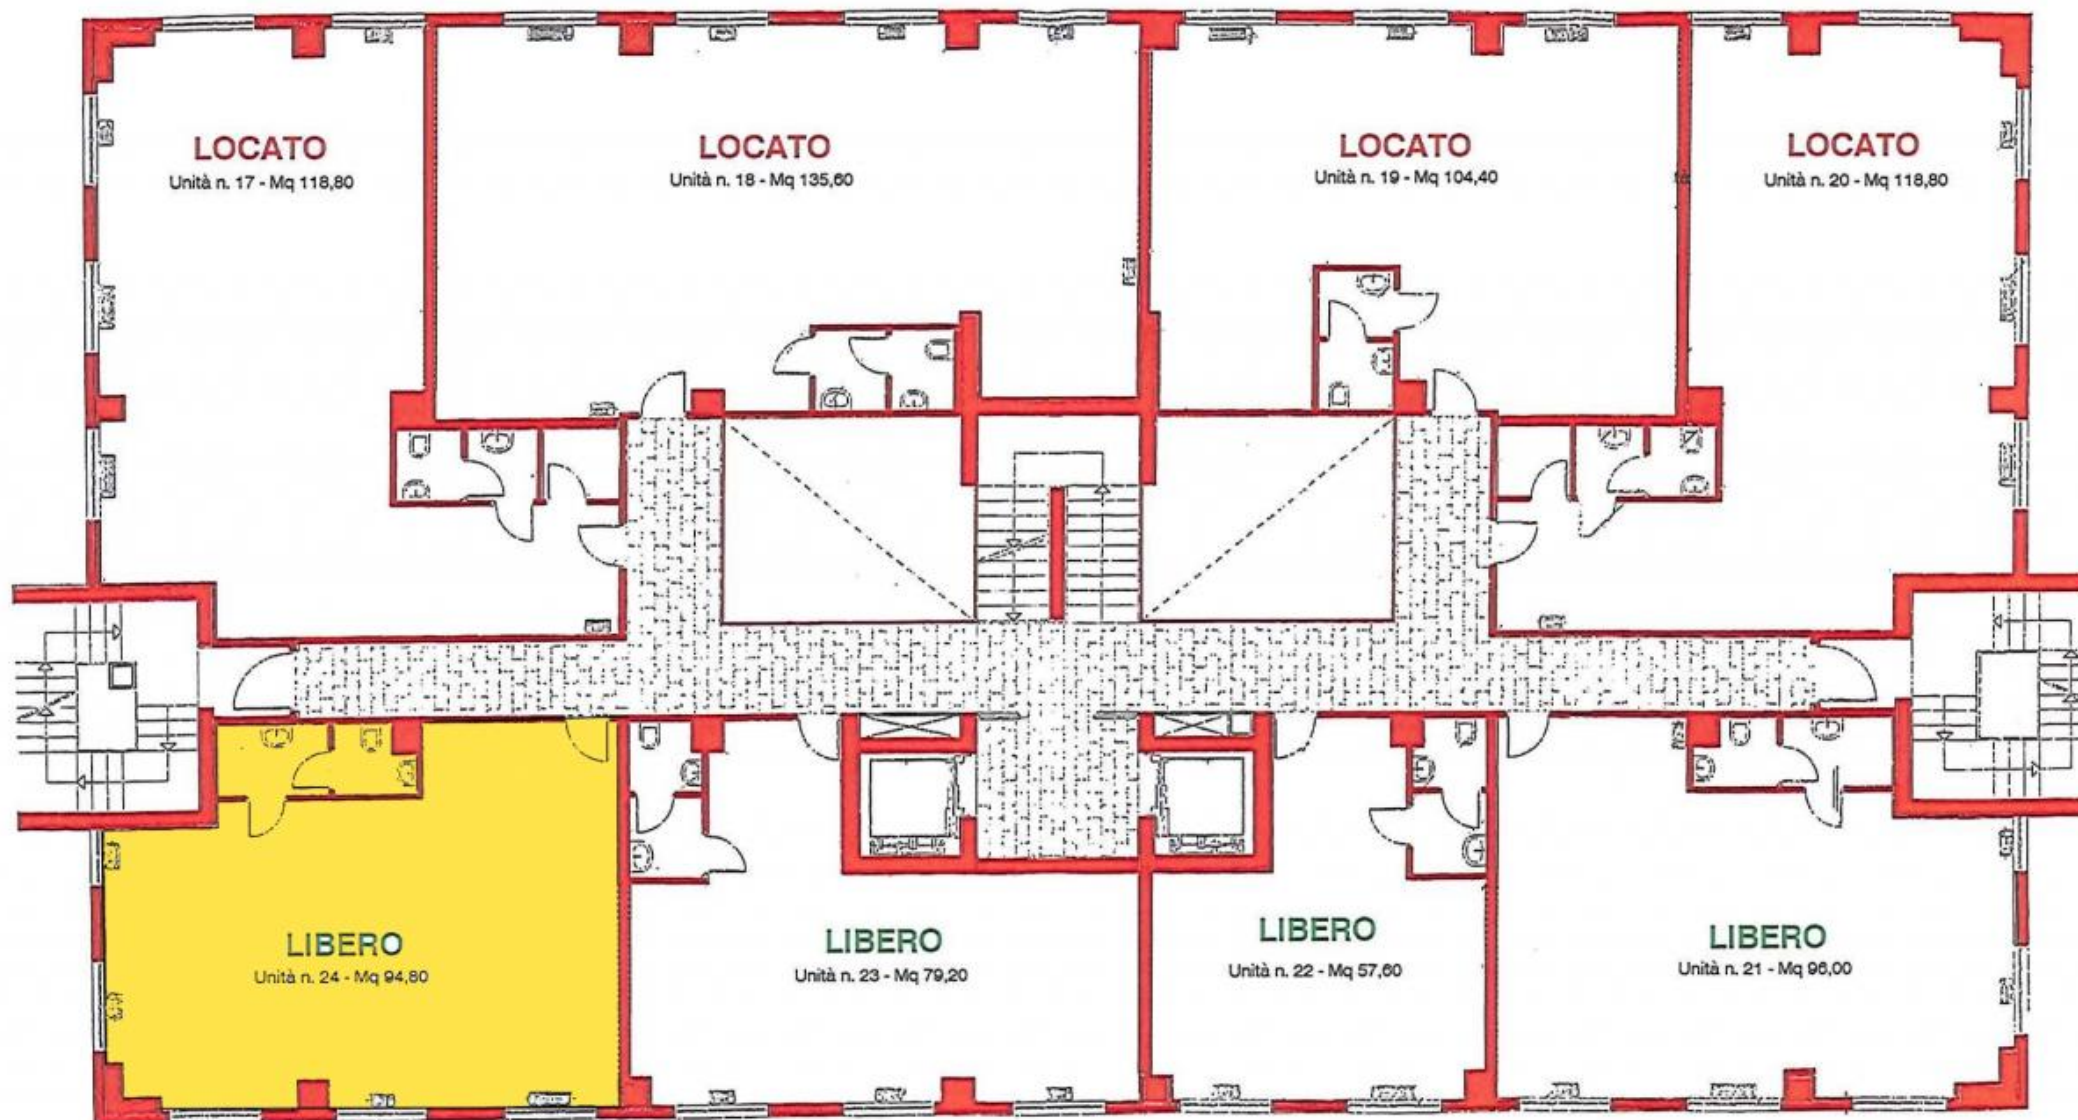 LOCATO
Unità n. 17 - Mq 118,80
LOCATO
Unità n. 18 - Mq 135,60
LOCATO
Unità n. 19 - Mq 104,40
LOCATO
Unità n. 20 - Mq 118,80
LIBERO
Unità n. 24 - Mq 94,80
LIBERO
Unità n. 23 - Mq 79,20
LIBERO
Unità n. 22 - Mq 57,60
LIBERO
Unità n. 21 - Mq 96,00